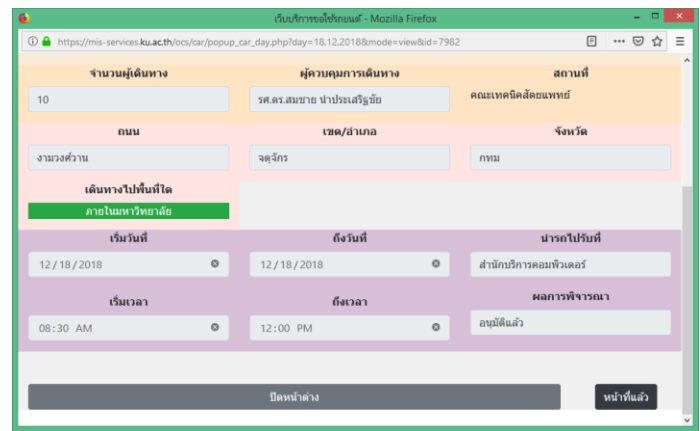 เว็บบริการขอใช้รถยนต์ - Mozilla Firefox
https://mis-services.ku.ac.th/ocs/car/popup_car_day.php?day=18.12.2018&mode=view&id=7982
จำนวนผู้เดินทาง ผู้ควบคุมการเดินทาง สถานที่
10 รศ.ดร.สมชาย นำประเสริฐชัย คณะเทคนิคสัตยแพทย์
ถนน เขต/อำเภอ จังหวัด
งามวงศ์วาน จตุจักร กทม
เดินทางไปพื้นที่ใด
ภายในมหาวิทยาลัย
เริ่มวันที่ ถึงวันที่ นำรถไปรับที่
12/18/2018 12/18/2018 สำนักบริการคอมพิวเตอร์
เริ่มเวลา ถึงเวลา ผลการพิจารณา
08:30 AM 12:00 PM อนุมัติแล้ว
ปิดหน้าต่าง หน้าที่แล้ว